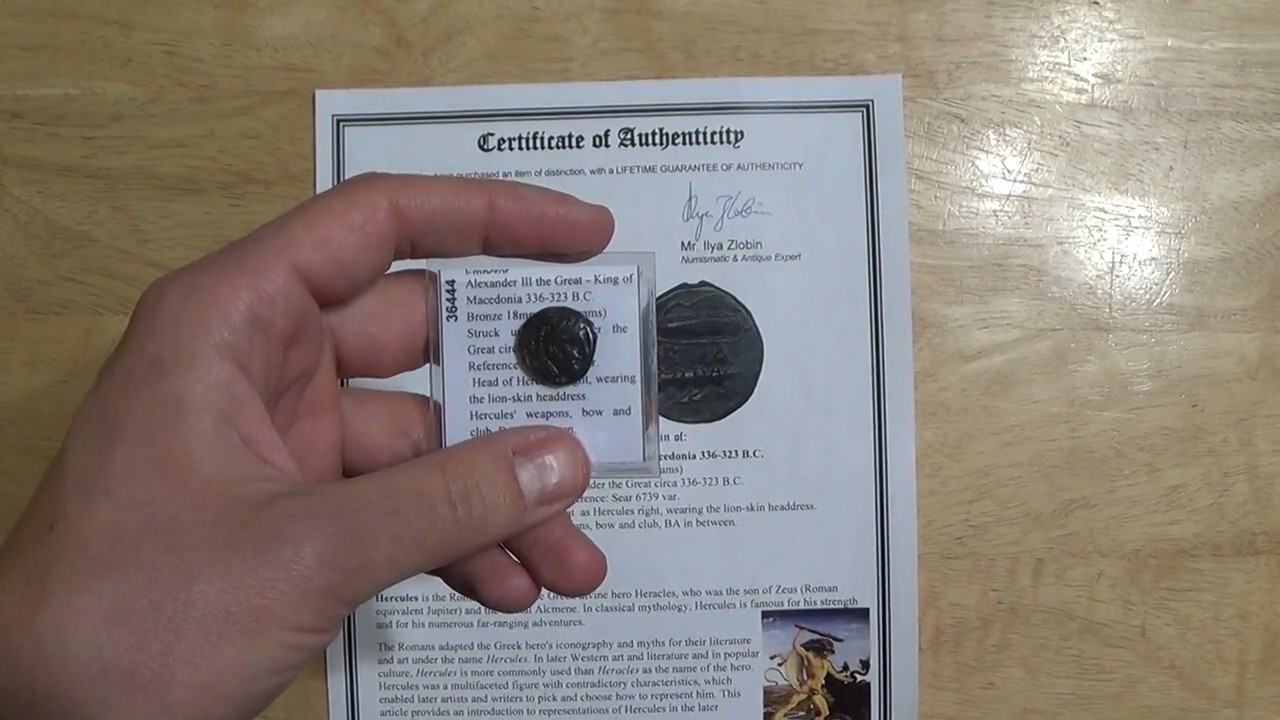 Certificate of Authenticity
purchased an item of distinction, with a LIFETIME GUARANTEE OF AUTHENTICITY.
Mr. Ilya Zlobin
Numismatic & Antique Expert
36444
Alexander III the Great - King of
Macedonia 336-323 B.C.
Bronze 18m
Struck the
Great circ
Reference
Head of Her wearing
the lion-skin headdress.
Hercules' weapons, bow and
club
in of:
cedonia 336-323 B.C.
ams)
der the Great circa 336-323 B.C.
rence: Sear 6739 var.
as Hercules right, wearing the lion-skin headdress.
ns, bow and club, BA in between.
Hercules is the hero Heracles, who was the son of Zeus (Roman
equivalent Jupiter) and Alcmene. In classical mythology, Hercules is famous for his strength
and for his numerous far-ranging adventures.
The Romans adapted the Greek hero's iconography and myths for their literature
and art under the name Hercules. In later Western art and literature and in popular
culture, Hercules is more commonly used than Heracles as the name of the hero.
Hercules was a multifaceted figure with contradictory characteristics, which
enabled later artists and writers to pick and choose how to represent him. This
article provides an introduction to representations of Hercules in the later